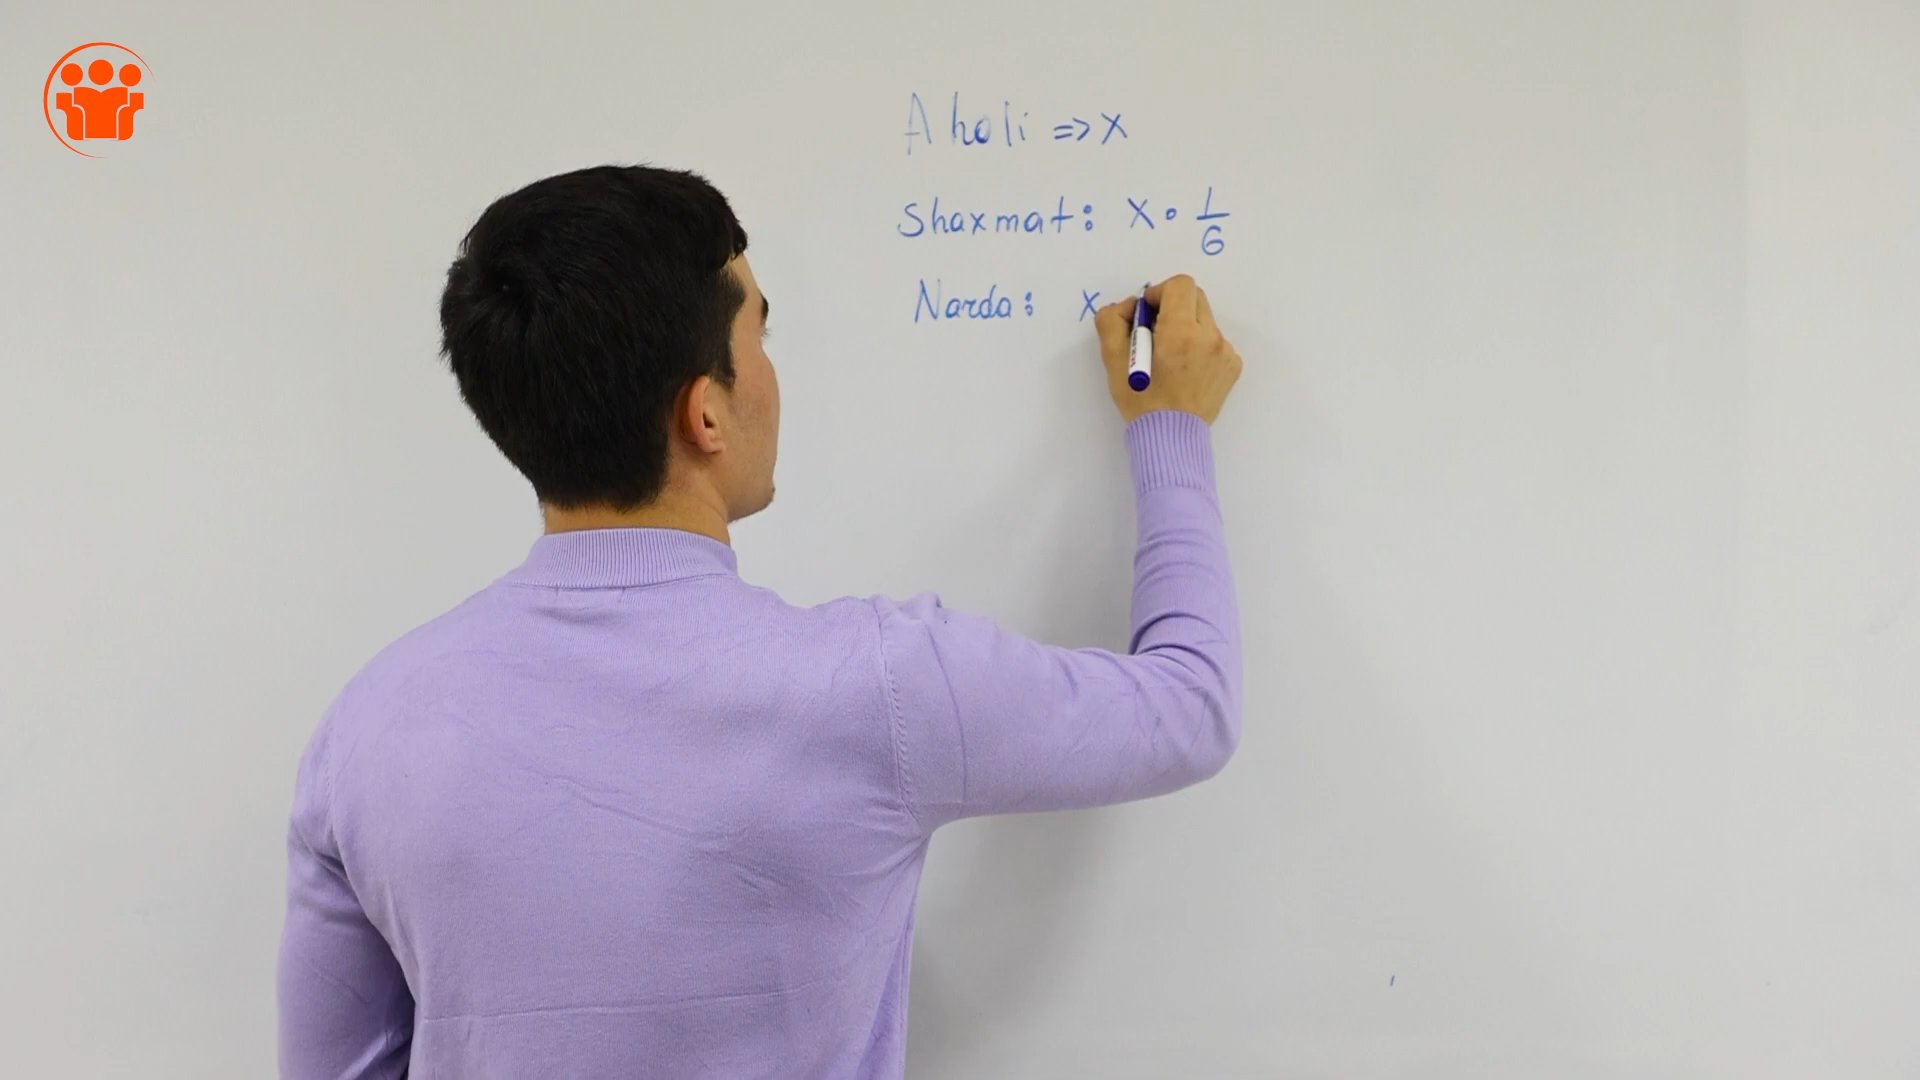 Aholi => x
Shaxmat: x · 1/6
Narda: x ·